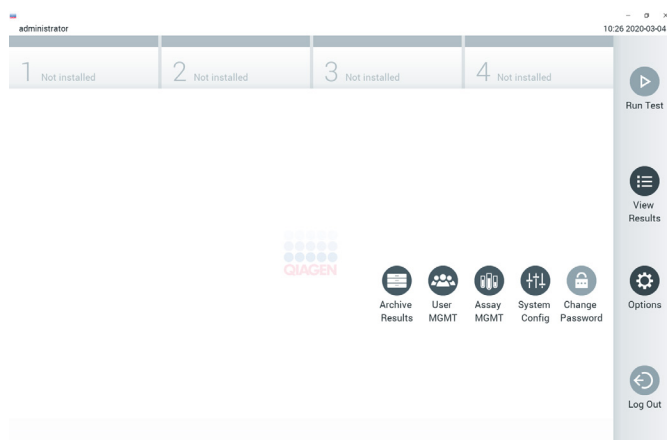 administrator
10:26 2020-03-04
1 Not installed
2 Not installed
3 Not installed
4 Not installed
Run Test
View
Results
QIAGEN
Archive
Results
User
MGMT
Assay
MGMT
System
Config
Change
Password
Options
Log Out